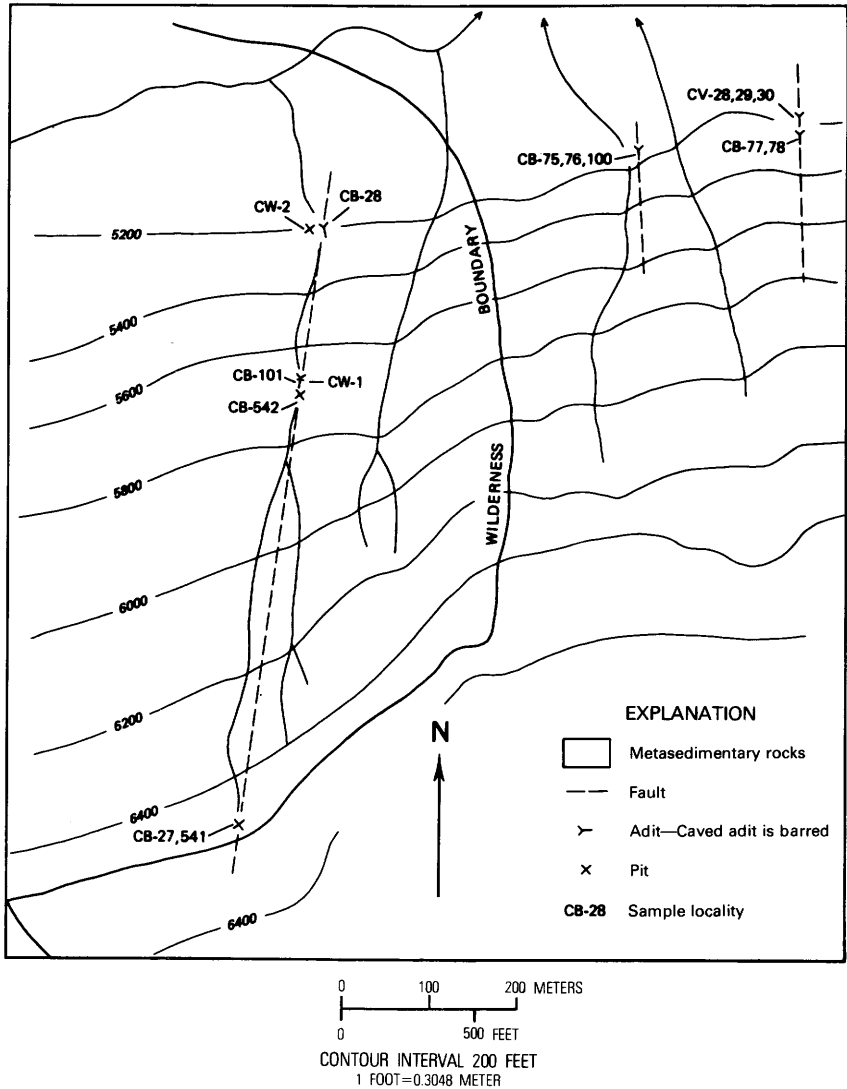 CV-28,29,30
CB-77,78
CB-75,76,100
CB-28
CW-2
5200
BOUNDARY
5400
CB-101
CW-1
5600
CB-542
5800
WILDERNESS
6000
6200
6400
CB-27,541
6400
N
EXPLANATION
Metasedimentary rocks
Fault
Adit—Caved adit is barred
Pit
CB-28 Sample locality
0 100 200 METERS
0 500 FEET
CONTOUR INTERVAL 200 FEET
1 FOOT=0.3048 METER